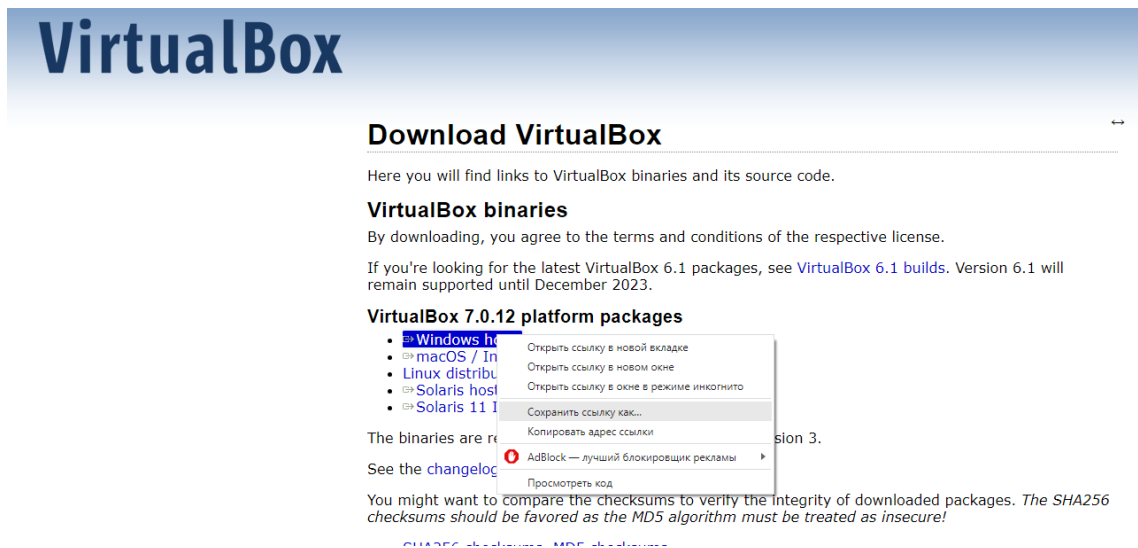 VirtualBox
Download VirtualBox
Here you will find links to VirtualBox binaries and its source code.
VirtualBox binaries
By downloading, you agree to the terms and conditions of the respective license.
If you're looking for the latest VirtualBox 6.1 packages, see VirtualBox 6.1 builds. Version 6.1 will
remain supported until December 2023.
VirtualBox 7.0.12 platform packages
Windows
macOS /
Linux
Solaris
Solaris 11
Открыть ссылку в новой вкладке
Открыть ссылку в новом окне
Открыть ссылку в окне в режиме инкогнито
Сохранить ссылку как...
Копировать адрес ссылки
AdBlock — лучший блокировщик рекламы
Просмотреть код
The binaries are 3.
See the changelog
You might want to compare the checksums to verify the integrity of downloaded packages. The SHA256
checksums should be favored as the MD5 algorithm must be treated as insecure!
SHA256 checksums, MD5 checksums